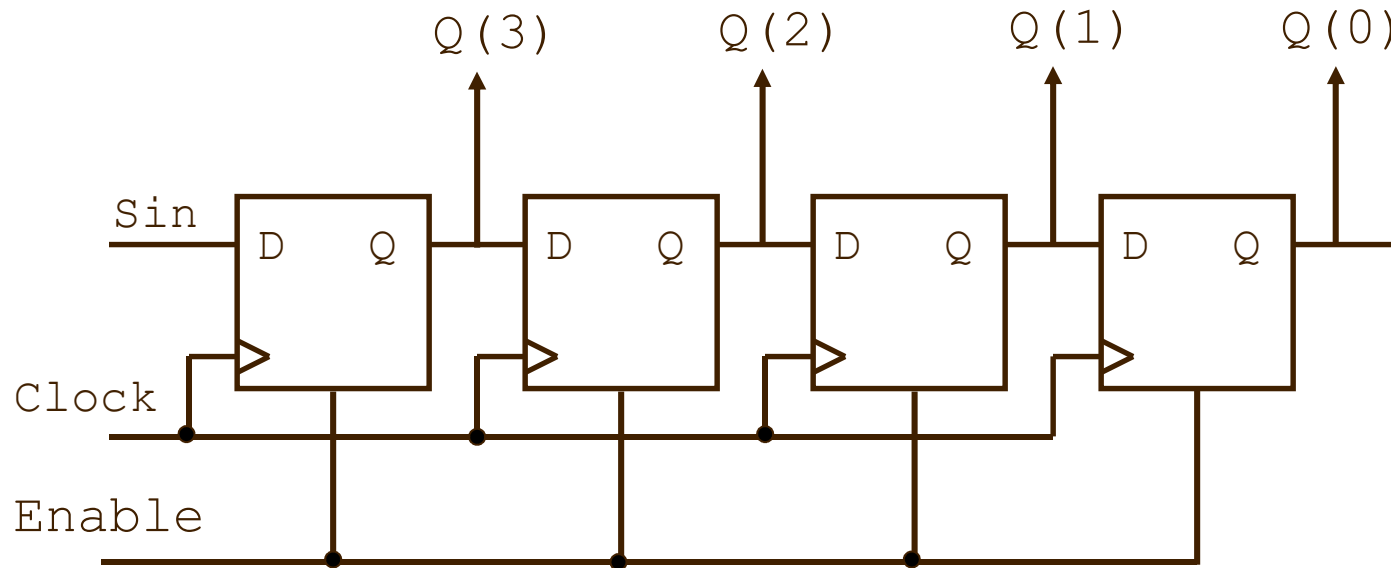 Q(3) Q(2) Q(1) Q(0)
Sin
D Q D Q D Q D Q
Clock
Enable